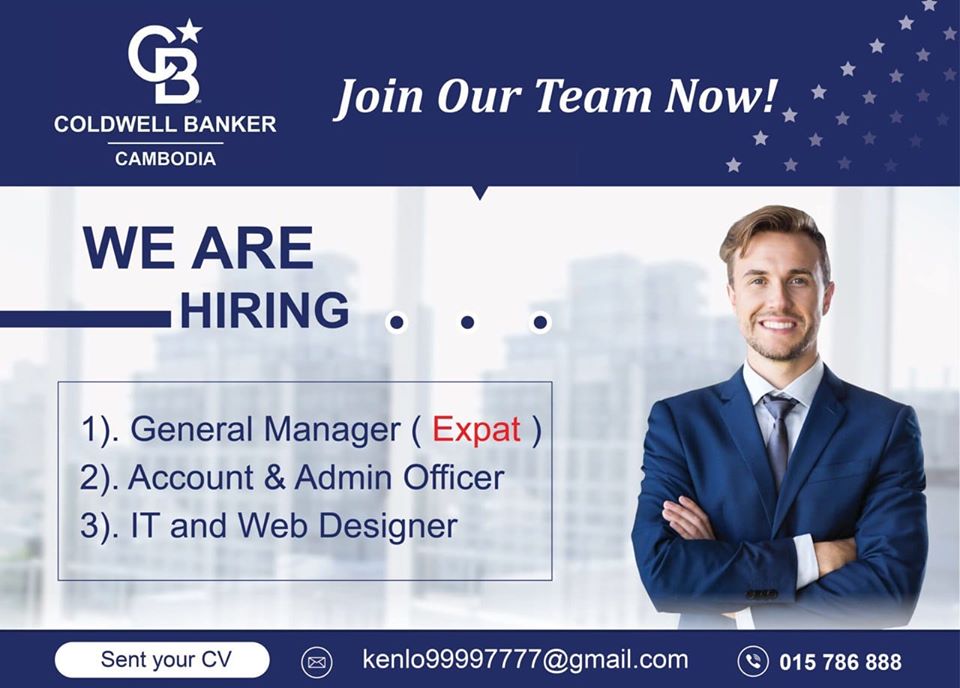 CB
COLDWELL BANKER
CAMBODIA
Join Our Team Now!
WE ARE
HIRING
1). General Manager ( Expat )
2). Account & Admin Officer
3). IT and Web Designer
Sent your CV
kenlo99997777@gmail.com
015 786 888